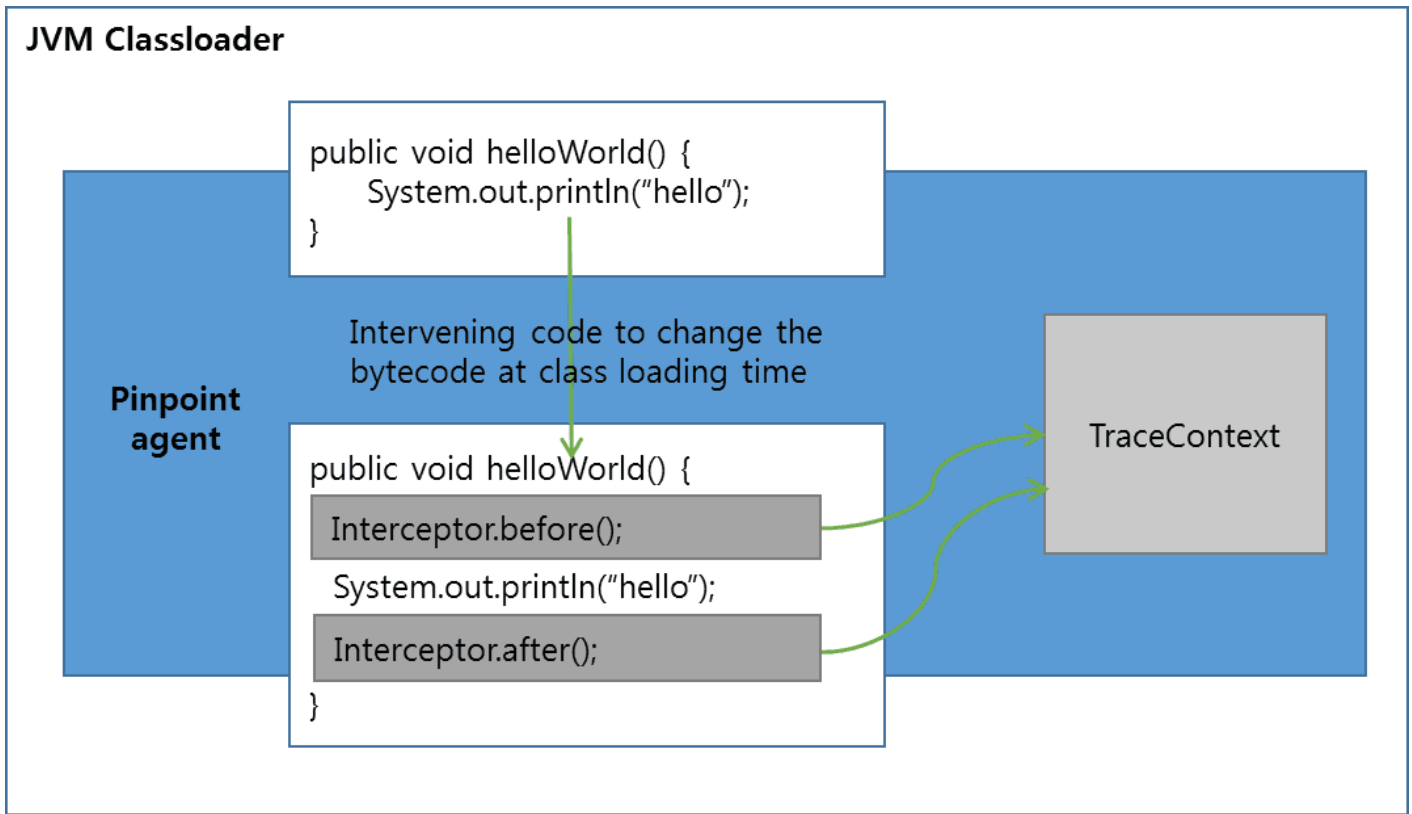 JVM Classloader
public void helloWorld() {
System.out.println(“hello”);
}
Intervening code to change the
bytecode at class loading time
Pinpoint
agent
public void helloWorld() {
Interceptor.before();
System.out.println(“hello”);
Interceptor.after();
}
TraceContext